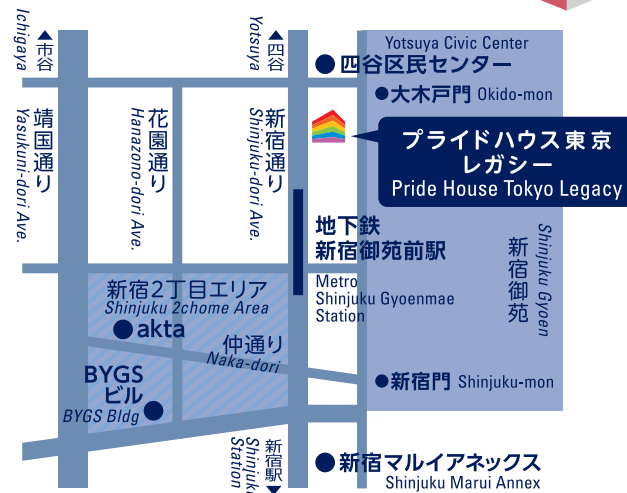 ▲市谷
Ichigaya
▲四谷
Yotsuya
Yotsuya Civic Center
四谷区民センター
大木戸門 Okido-mon
靖国通り
Yasukuni-dori Ave.
花園通り
Hanazono-dori Ave.
新宿通り
Shinjuku-dori Ave.
プライドハウス東京
レガシー
Pride House Tokyo Legacy
地下鉄
新宿御苑前駅
Metro
Shinjuku Gyoenmae
Station
新宿御苑
Shinjuku Gyoen
新宿2丁目エリア
Shinjuku 2chome Area
akta
仲通り
Naka-dori
BYGS
ビル
BYGS Bldg
新宿門 Shinjuku-mon
新宿駅▼
Shinjuku
Station
新宿マルイアネックス
Shinjuku Marui Annex